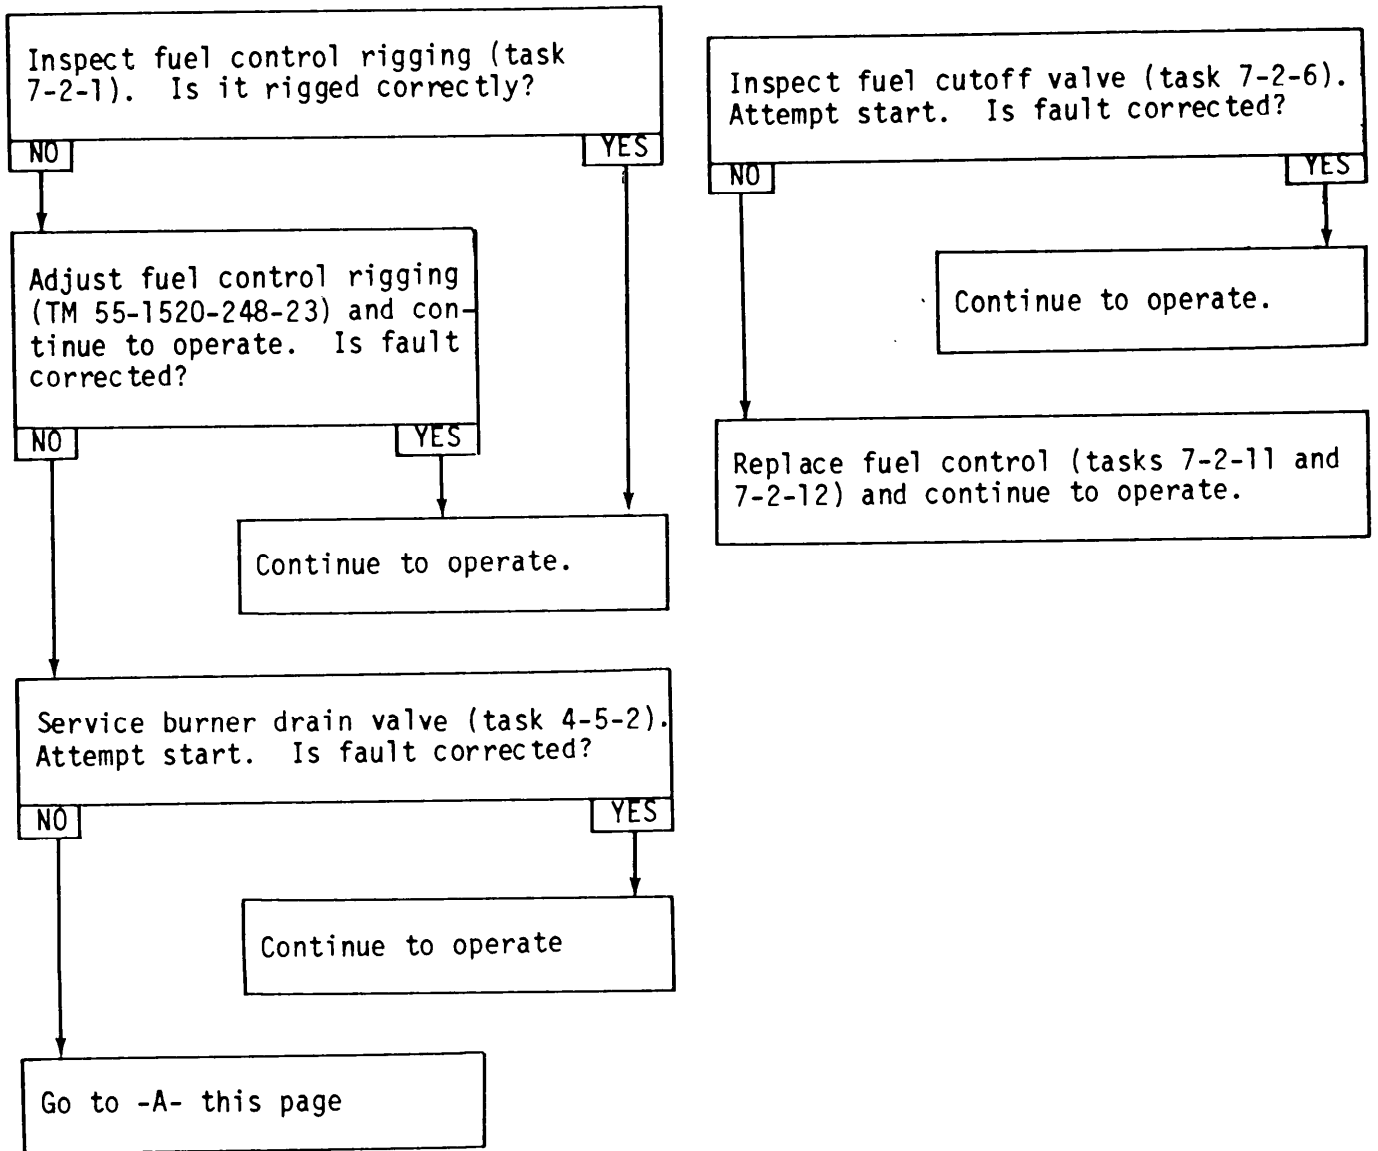 Inspect fuel control rigging (task
7-2-1).  Is it rigged correctly?
NO
YES
Adjust fuel control rigging
(TM 55-1520-248-23) and con-
tinue to operate.  Is fault
corrected?
NO
YES
Continue to operate.
Service burner drain valve (task 4-5-2).
Attempt start.  Is fault corrected?
NO
YES
Continue to operate
Go to -A- this page
Inspect fuel cutoff valve (task 7-2-6).
Attempt start.  Is fault corrected?
NO
YES
Continue to operate.
Replace fuel control (tasks 7-2-11 and
7-2-12) and continue to operate.